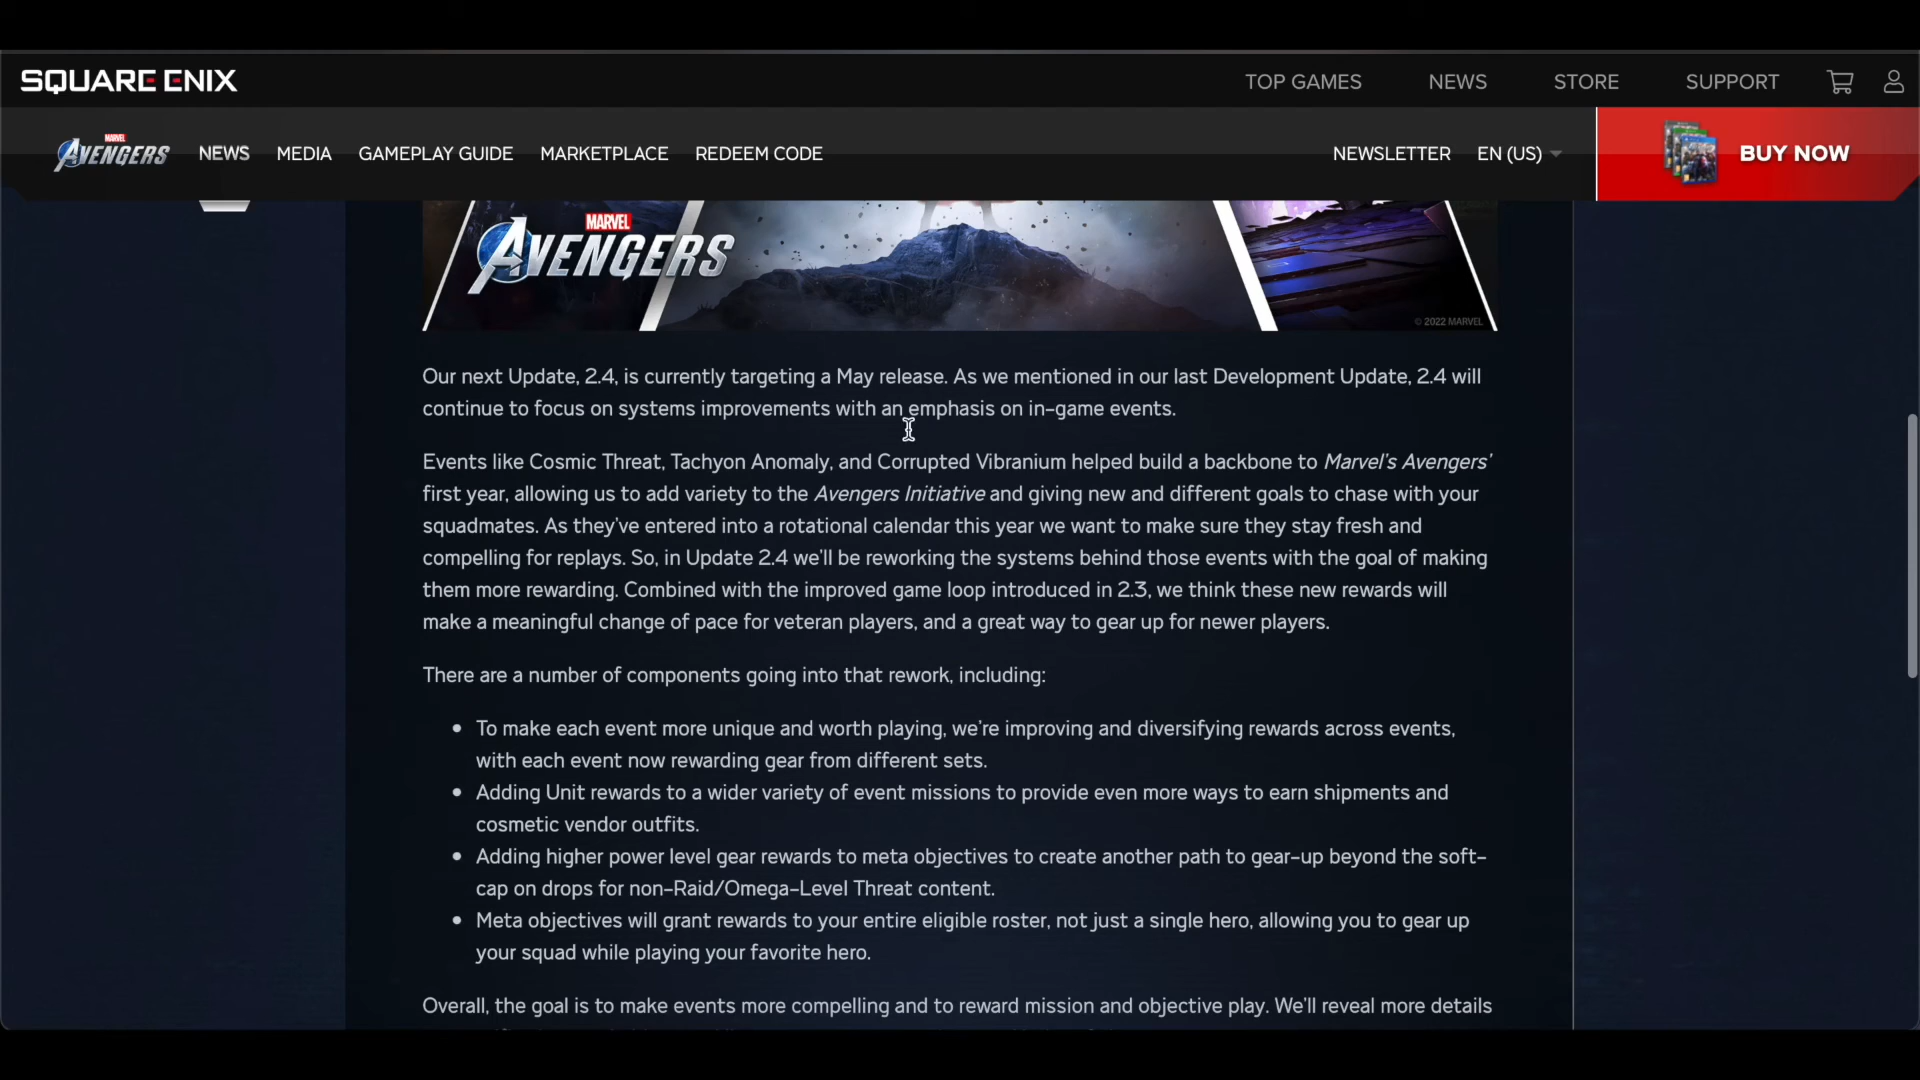 SQUARE ENIX
TOP GAMES
NEWS
STORE
SUPPORT
MARVEL
AVENGERS
NEWS
MEDIA
GAMEPLAY GUIDE
MARKETPLACE
REDEEM CODE
NEWSLETTER
EN (US)
BUY NOW
MARVEL
AVENGERS
© 2022 MARVEL
Our next Update, 2.4, is currently targeting a May release. As we mentioned in our last Development Update, 2.4 will
continue to focus on systems improvements with an emphasis on in-game events.
Events like Cosmic Threat, Tachyon Anomaly, and Corrupted Vibranium helped build a backbone to Marvel's Avengers'
first year, allowing us to add variety to the Avengers Initiative and giving new and different goals to chase with your
squadmates. As they've entered into a rotational calendar this year we want to make sure they stay fresh and
compelling for replays. So, in Update 2.4 we'll be reworking the systems behind those events with the goal of making
them more rewarding. Combined with the improved game loop introduced in 2.3, we think these new rewards will
make a meaningful change of pace for veteran players, and a great way to gear up for newer players.
There are a number of components going into that rework, including:
• To make each event more unique and worth playing, we're improving and diversifying rewards across events,
with each event now rewarding gear from different sets.
• Adding Unit rewards to a wider variety of event missions to provide even more ways to earn shipments and
cosmetic vendor outfits.
• Adding higher power level gear rewards to meta objectives to create another path to gear-up beyond the soft-
cap on drops for non-Raid/Omega-Level Threat content.
• Meta objectives will grant rewards to your entire eligible roster, not just a single hero, allowing you to gear up
your squad while playing your favorite hero.
Overall, the goal is to make events more compelling and to reward mission and objective play. We'll reveal more details